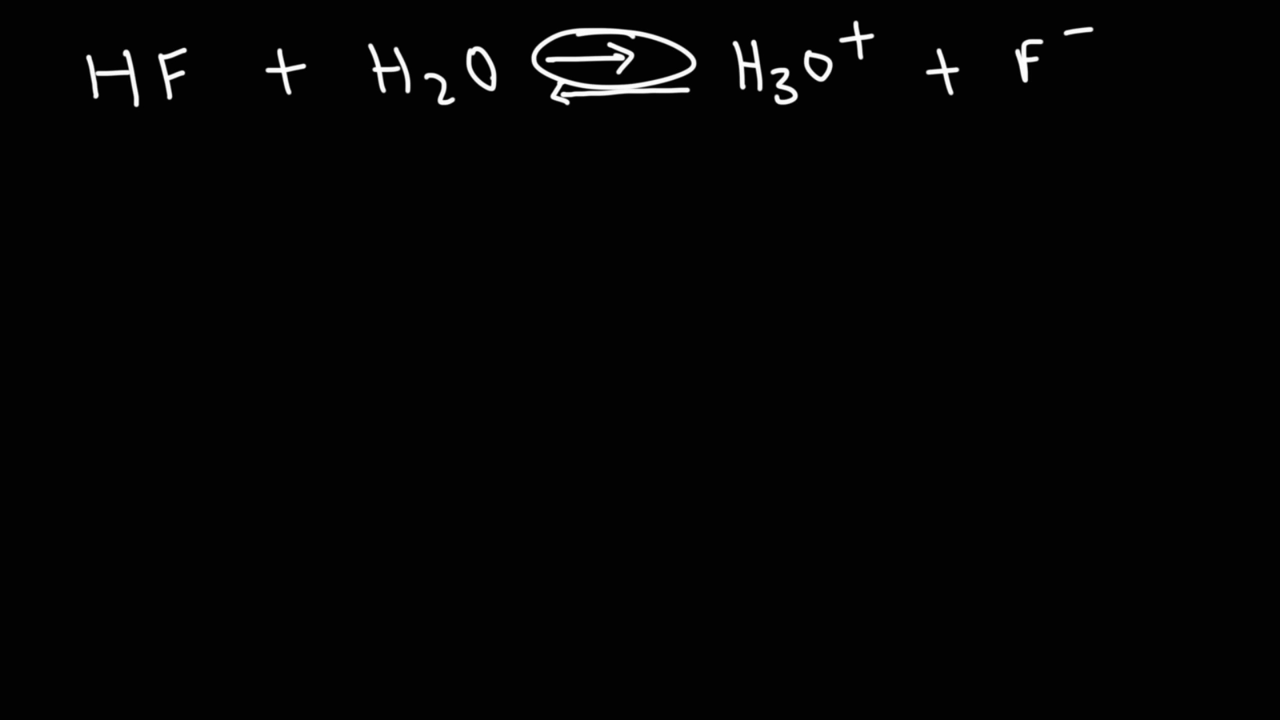 HF + H₂O ⇌ H₃O⁺ + F⁻